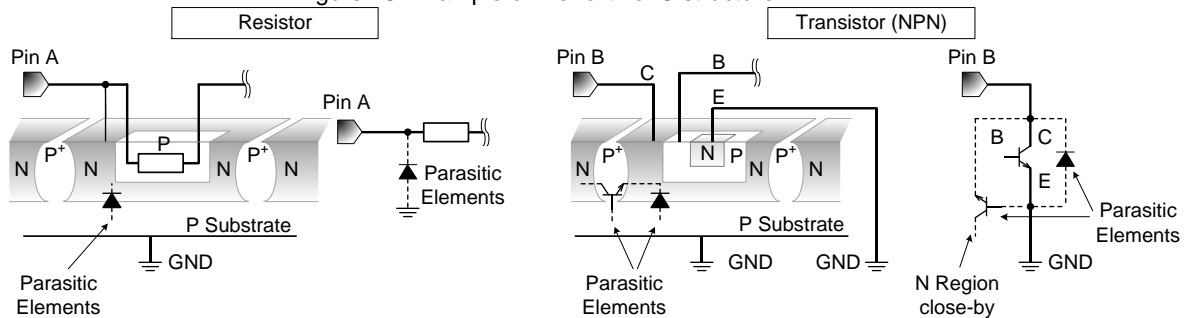 Resistor
Transistor (NPN)
Pin A
Pin A
P
N
P+
N
N
P+
N
Parasitic
Elements
P Substrate
GND
Parasitic
Elements
Pin B
C
B
E
N
P+
N
N
P
N
P+
N
P Substrate
GND
GND
Parasitic
Elements
Pin B
B
C
E
Parasitic
Elements
GND
N Region
close-by